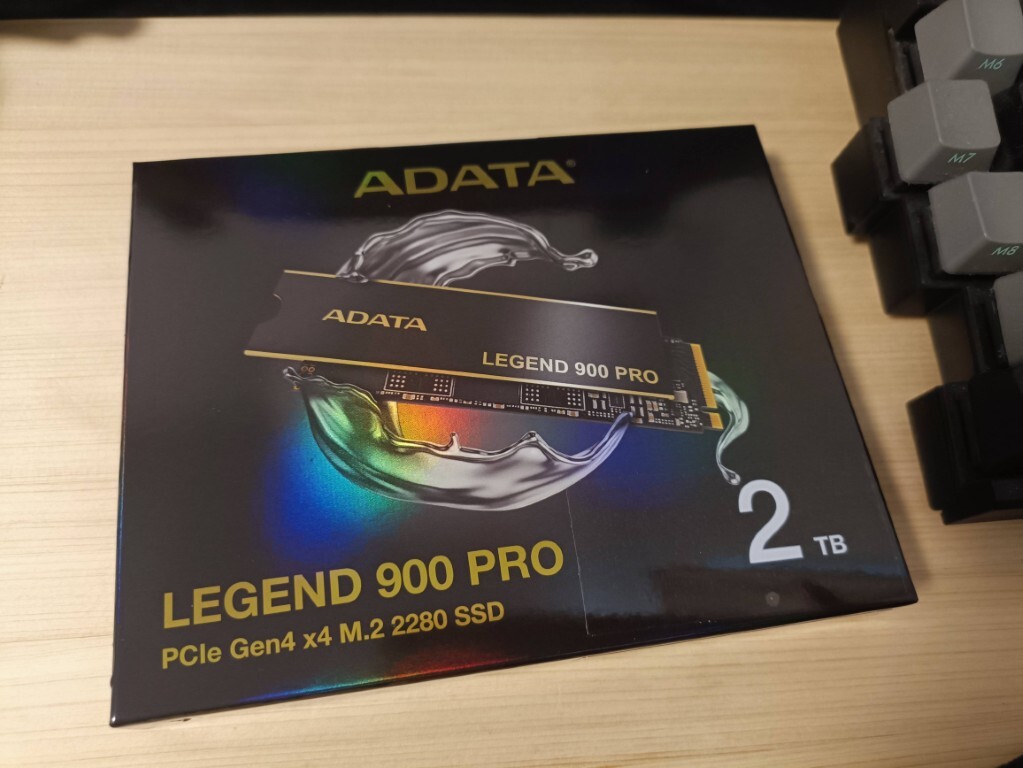 ADATA®
ADATA
LEGEND 900 PRO
2 TB
LEGEND 900 PRO
PCIe Gen4 x4 M.2 2280 SSD
M6
M7
M8